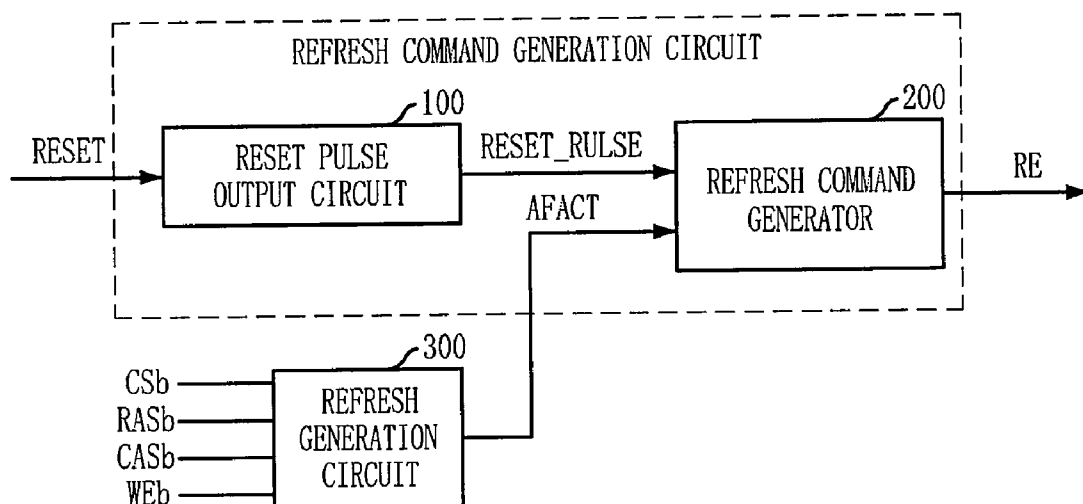 REFRESH COMMAND GENERATION CIRCUIT
100
200
RESET
RESET PULSE
OUTPUT CIRCUIT
RESET_RULSE
AFACT
REFRESH COMMAND
GENERATOR
RE
300
CSb
RASb
CASb
WEb
REFRESH
GENERATION
CIRCUIT